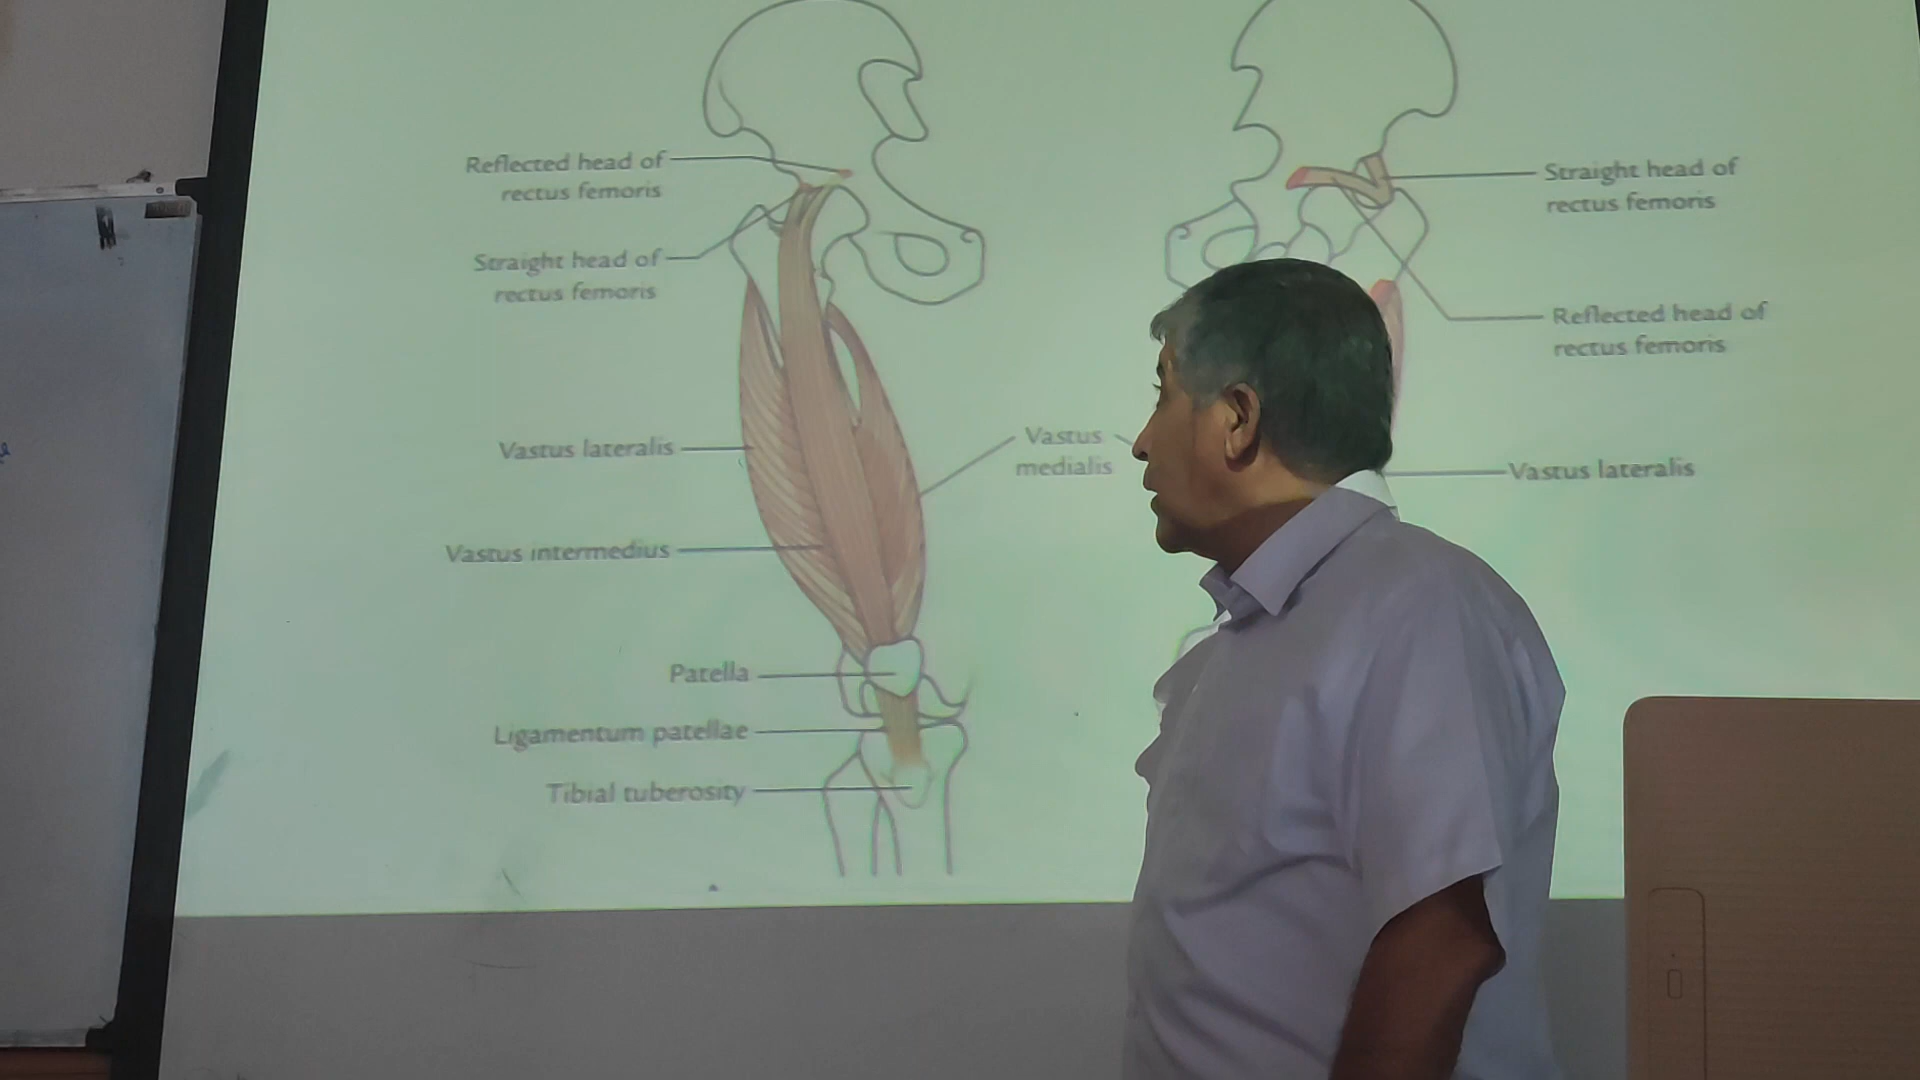 Reflected head of
rectus femoris
Straight head of
rectus femoris
Vastus lateralis
Vastus intermedius
Patella
Ligamentum patellae
Tibial tuberosity
Vastus
medialis
Straight head of
rectus femoris
Reflected head of
rectus femoris
Vastus lateralis